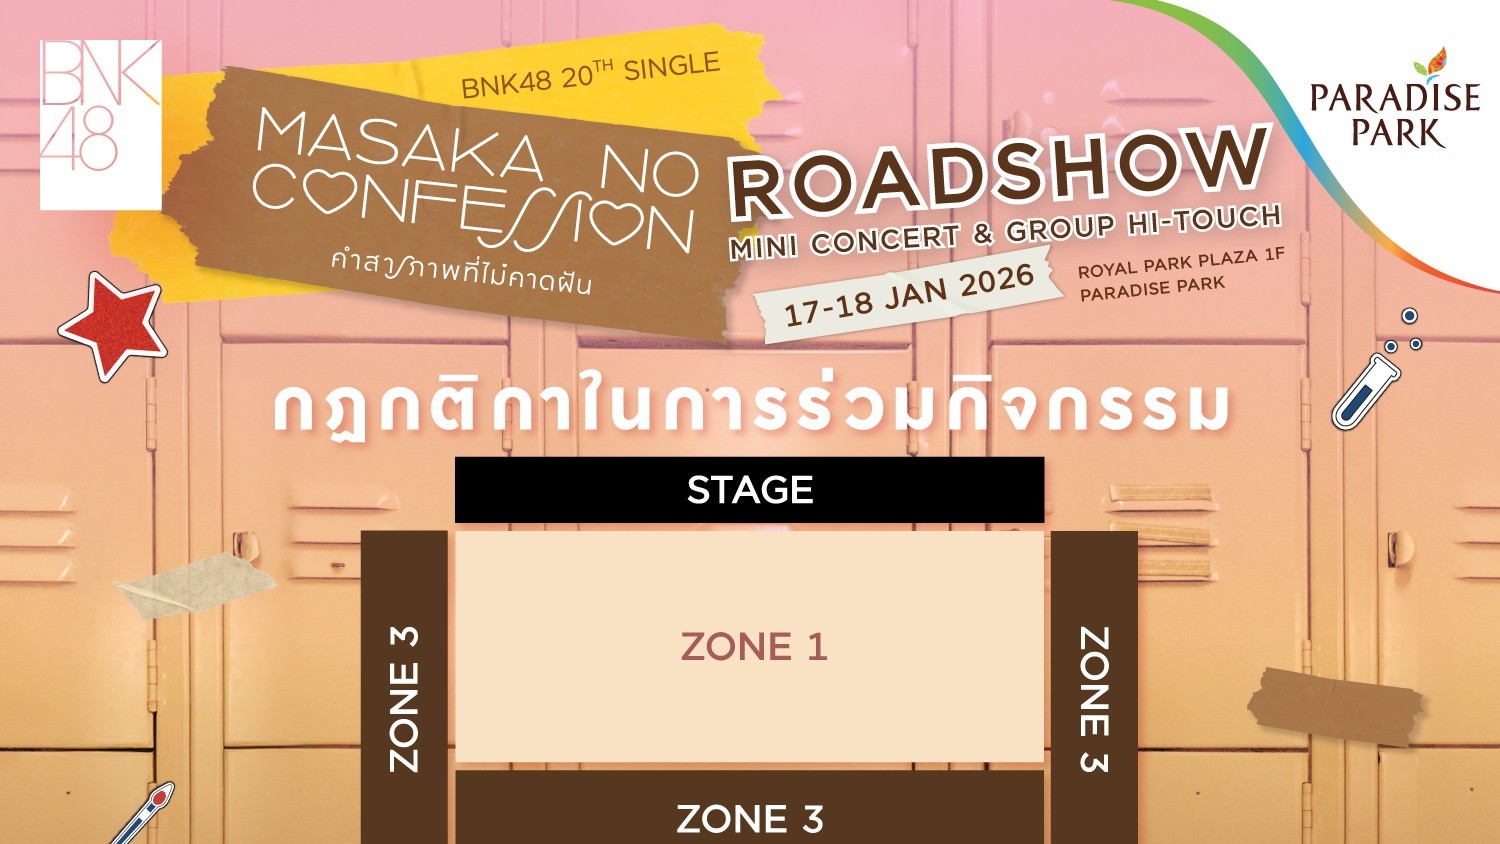 BNK
48
BNK48 20TH SINGLE
MASAKA NO
CONFESSION
คำสารภาพที่ไม่คาดฝัน
ROADSHOW
MINI CONCERT & GROUP HI-TOUCH
17-18 JAN 2026
ROYAL PARK PLAZA 1F
PARADISE PARK
PARADISE
PARK
กฎกติกาในการร่วมกิจกรรม
STAGE
ZONE 3
ZONE 1
ZONE 3
ZONE 3